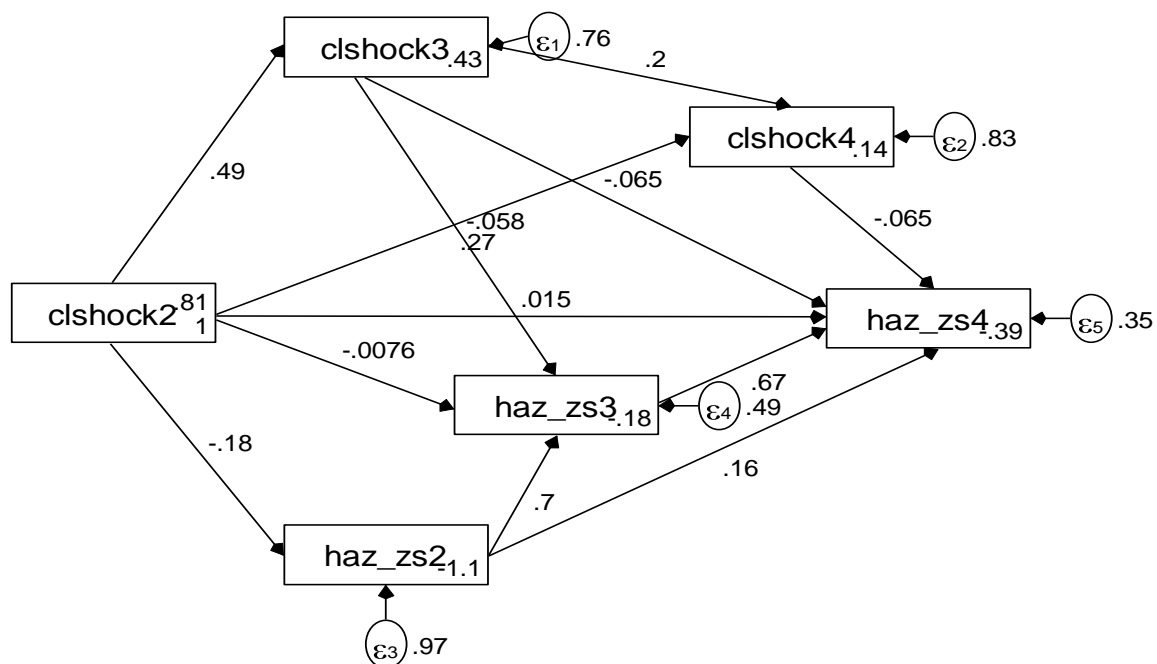 clshock3 .43
ε1 .76
.2
clshock4 .14
ε2 .83
.49
-.065
-.058
.27
-.065
clshock2 .81
1
.015
haz_zs4 -.39
ε5 .35
-.0076
.67
haz_zs3 -.18
ε4 .49
-.18
.16
.7
haz_zs2 -1.1
ε3 .97